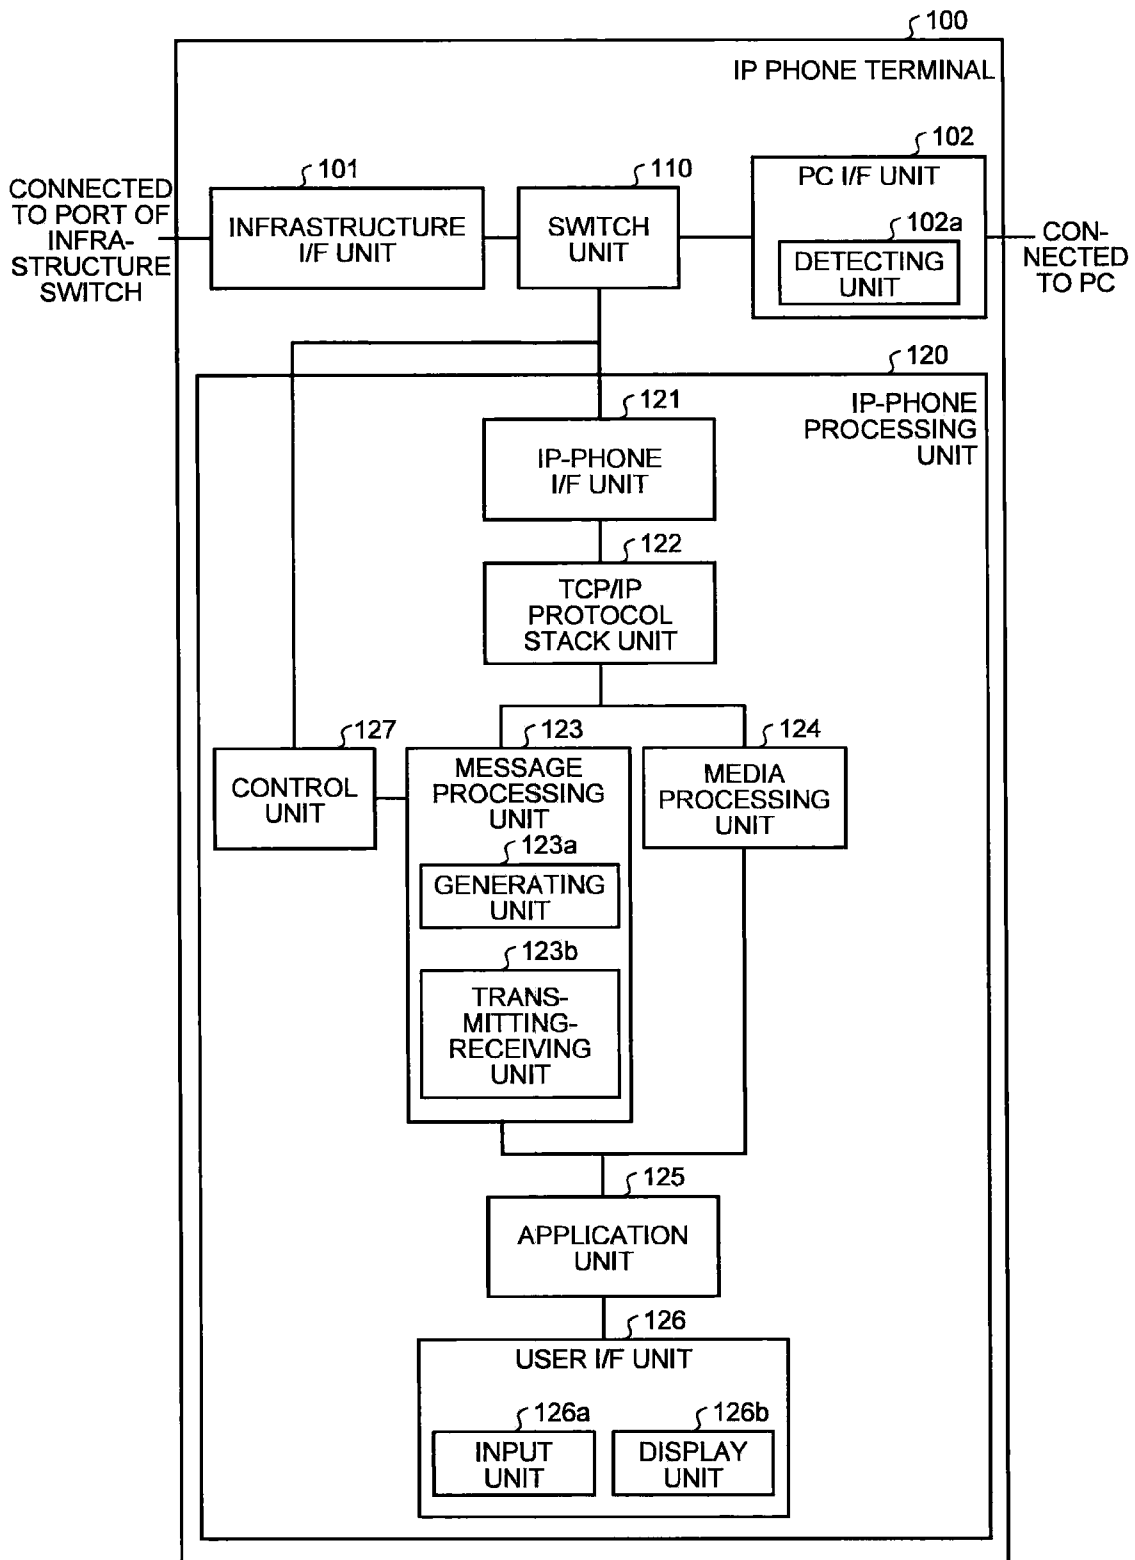 100
IP PHONE TERMINAL
CONNECTED
TO PORT OF
INFRA-
STRUCTURE
SWITCH
101
INFRASTRUCTURE
I/F UNIT
110
SWITCH
UNIT
102
PC I/F UNIT
102a
DETECTING
UNIT
CON-
NECTED
TO PC
120
IP-PHONE
PROCESSING
UNIT
121
IP-PHONE
I/F UNIT
122
TCP/IP
PROTOCOL
STACK UNIT
127
CONTROL
UNIT
123
MESSAGE
PROCESSING
UNIT
123a
GENERATING
UNIT
123b
TRANS-
MITTING-
RECEIVING
UNIT
124
MEDIA
PROCESSING
UNIT
125
APPLICATION
UNIT
126
USER I/F UNIT
126a
INPUT
UNIT
126b
DISPLAY
UNIT